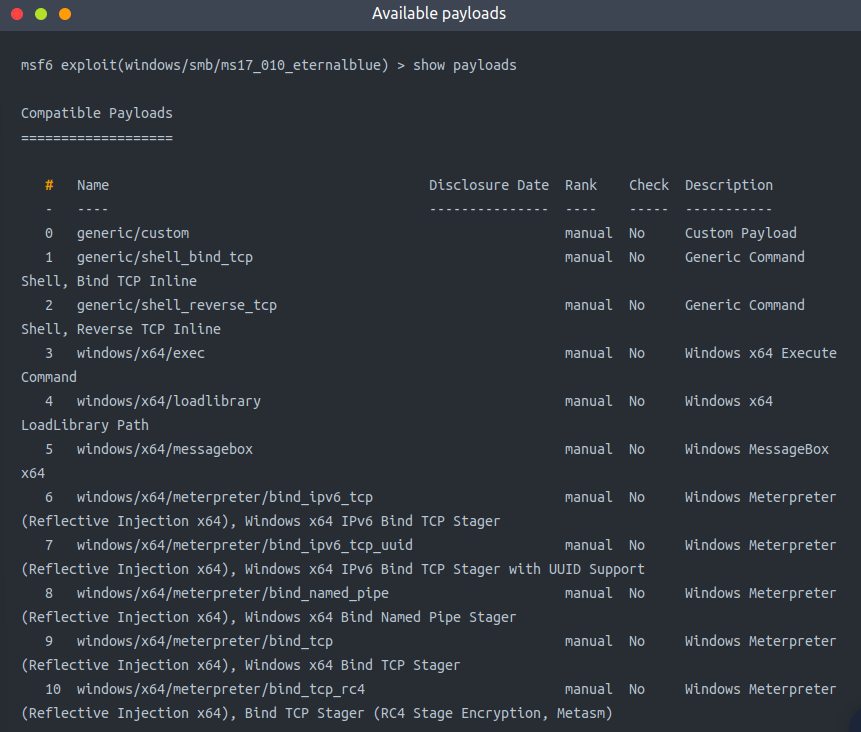 Available payloads
msf6 exploit(windows/smb/ms17_010_eternalblue) > show payloads
Compatible Payloads
===================
# Name Disclosure Date Rank Check Description
- ---- --------------- ---- ----- -----------
0 generic/custom manual No Custom Payload
1 generic/shell_bind_tcp manual No Generic Command
Shell, Bind TCP Inline
2 generic/shell_reverse_tcp manual No Generic Command
Shell, Reverse TCP Inline
3 windows/x64/exec manual No Windows x64 Execute
Command
4 windows/x64/loadlibrary manual No Windows x64
LoadLibrary Path
5 windows/x64/messagebox manual No Windows MessageBox
x64
6 windows/x64/meterpreter/bind_ipv6_tcp manual No Windows Meterpreter
(Reflective Injection x64), Windows x64 IPv6 Bind TCP Stager
7 windows/x64/meterpreter/bind_ipv6_tcp_uuid manual No Windows Meterpreter
(Reflective Injection x64), Windows x64 IPv6 Bind TCP Stager with UUID Support
8 windows/x64/meterpreter/bind_named_pipe manual No Windows Meterpreter
(Reflective Injection x64), Windows x64 Bind Named Pipe Stager
9 windows/x64/meterpreter/bind_tcp manual No Windows Meterpreter
(Reflective Injection x64), Windows x64 Bind TCP Stager
10 windows/x64/meterpreter/bind_tcp_rc4 manual No Windows Meterpreter
(Reflective Injection x64), Bind TCP Stager (RC4 Stage Encryption, Metasm)